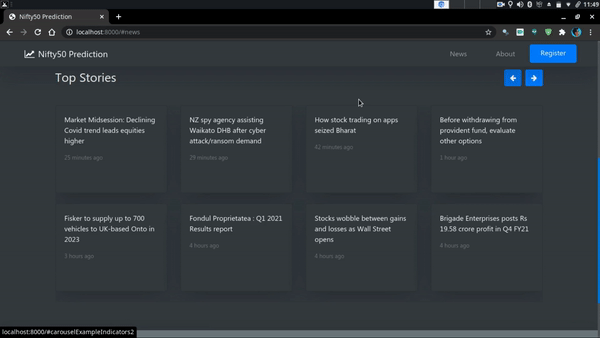 11:49
Nifty50 Prediction
localhost:8000/#news
Nifty50 Prediction
News
About
Register
Top Stories
Market Midsession: Declining
Covid trend leads equities
higher
25 minutes ago
NZ spy agency assisting
Waikato DHB after cyber
attack/ransom demand
29 minutes ago
How stock trading on apps
seized Bharat
42 minutes ago
Before withdrawing from
provident fund, evaluate
other options
1 hour ago
Fisker to supply up to 700
vehicles to UK-based Onto in
2023
3 hours ago
Fondul Proprietatea : Q1 2021
Results report
4 hours ago
Stocks wobble between gains
and losses as Wall Street
opens
4 hours ago
Brigade Enterprises posts Rs
19.58 crore profit in Q4 FY21
4 hours ago
localhost:8000/#carouselExampleIndicators2